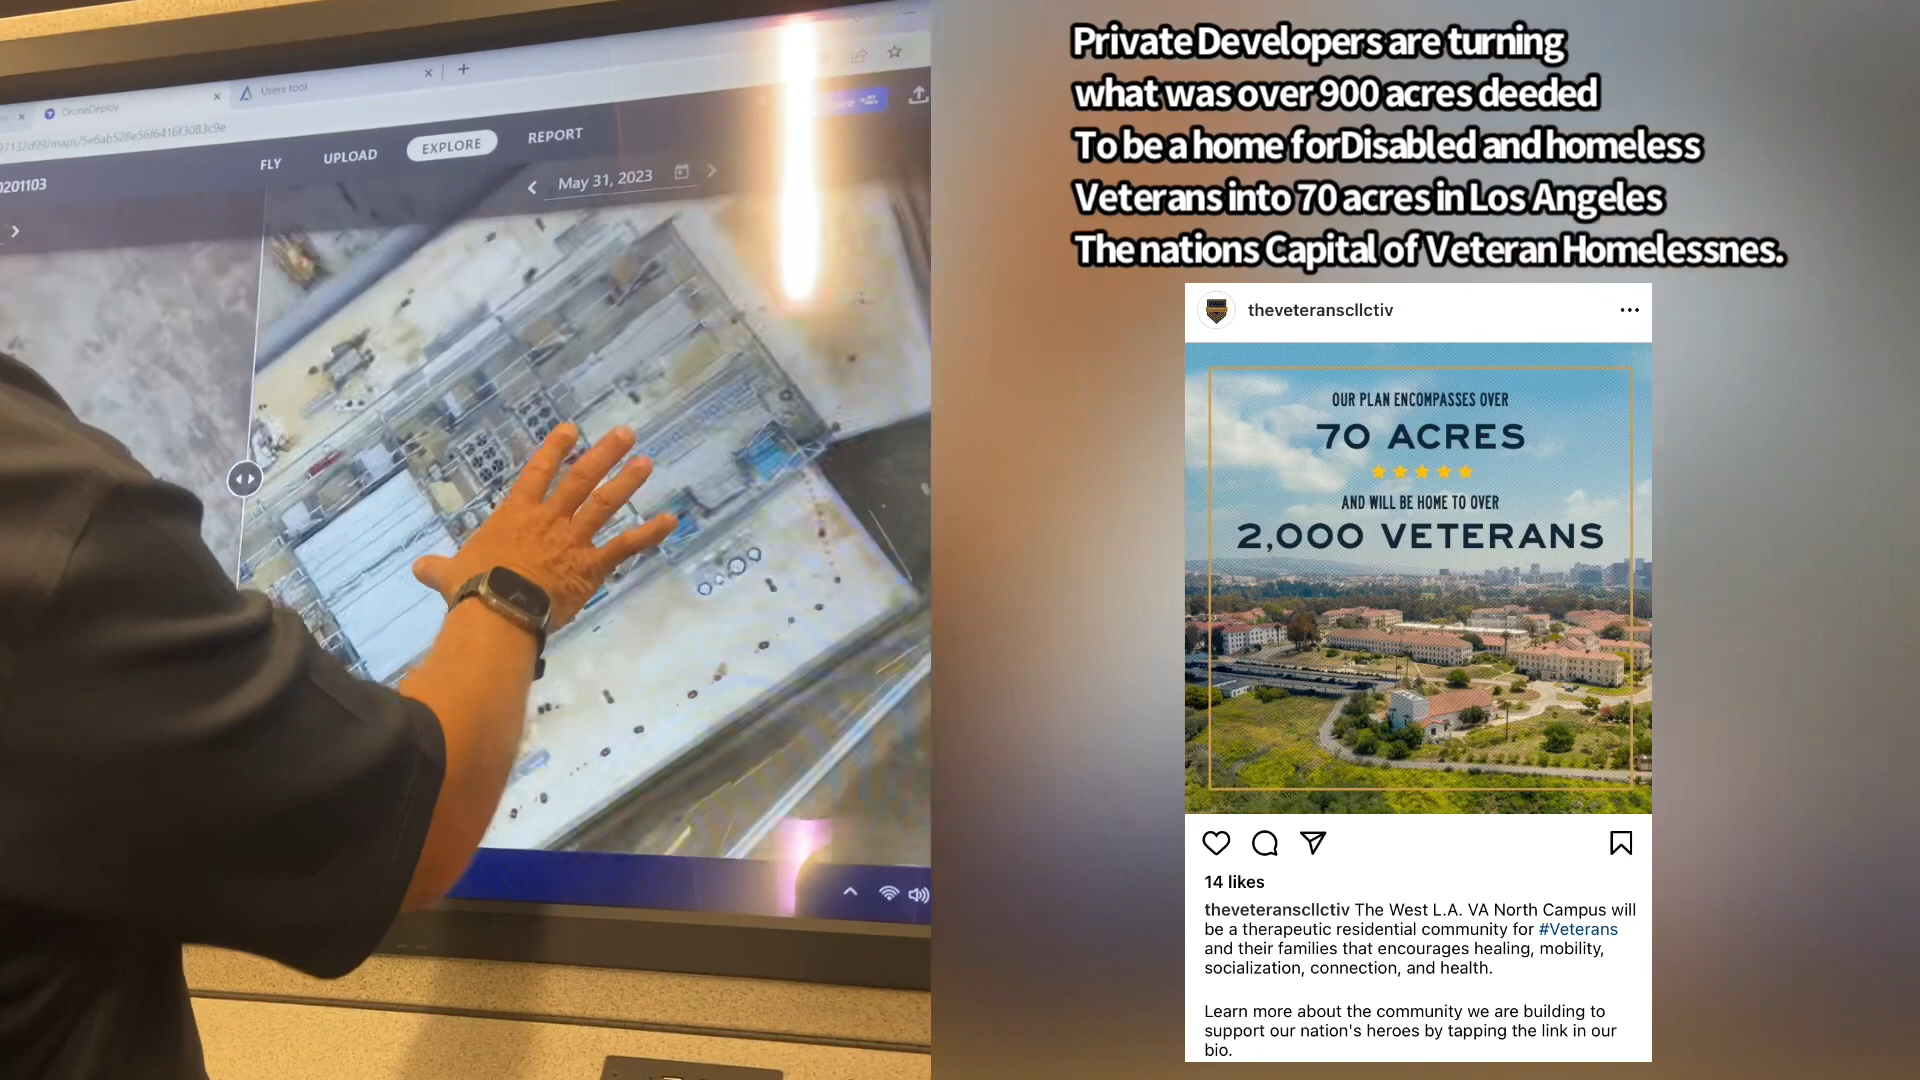 DroneDeploy
Users tool
97132d99/maps/5e6ab528e56f6416f3083c9e
0201103
FLY
UPLOAD
EXPLORE
REPORT
May 31, 2023
Private Developers are turning
what was over 900 acres deeded
To be a home forDisabled and homeless
Veterans into 70 acres in Los Angeles
The nations Capital of Veteran Homelessnes.
theveteranscllctiv
OUR PLAN ENCOMPASSES OVER
70 ACRES
AND WILL BE HOME TO OVER
2,000 VETERANS
14 likes
theveteranscllctiv The West L.A. VA North Campus will
be a therapeutic residential community for #Veterans
and their families that encourages healing, mobility,
socialization, connection, and health.
Learn more about the community we are building to
support our nation's heroes by tapping the link in our
bio.